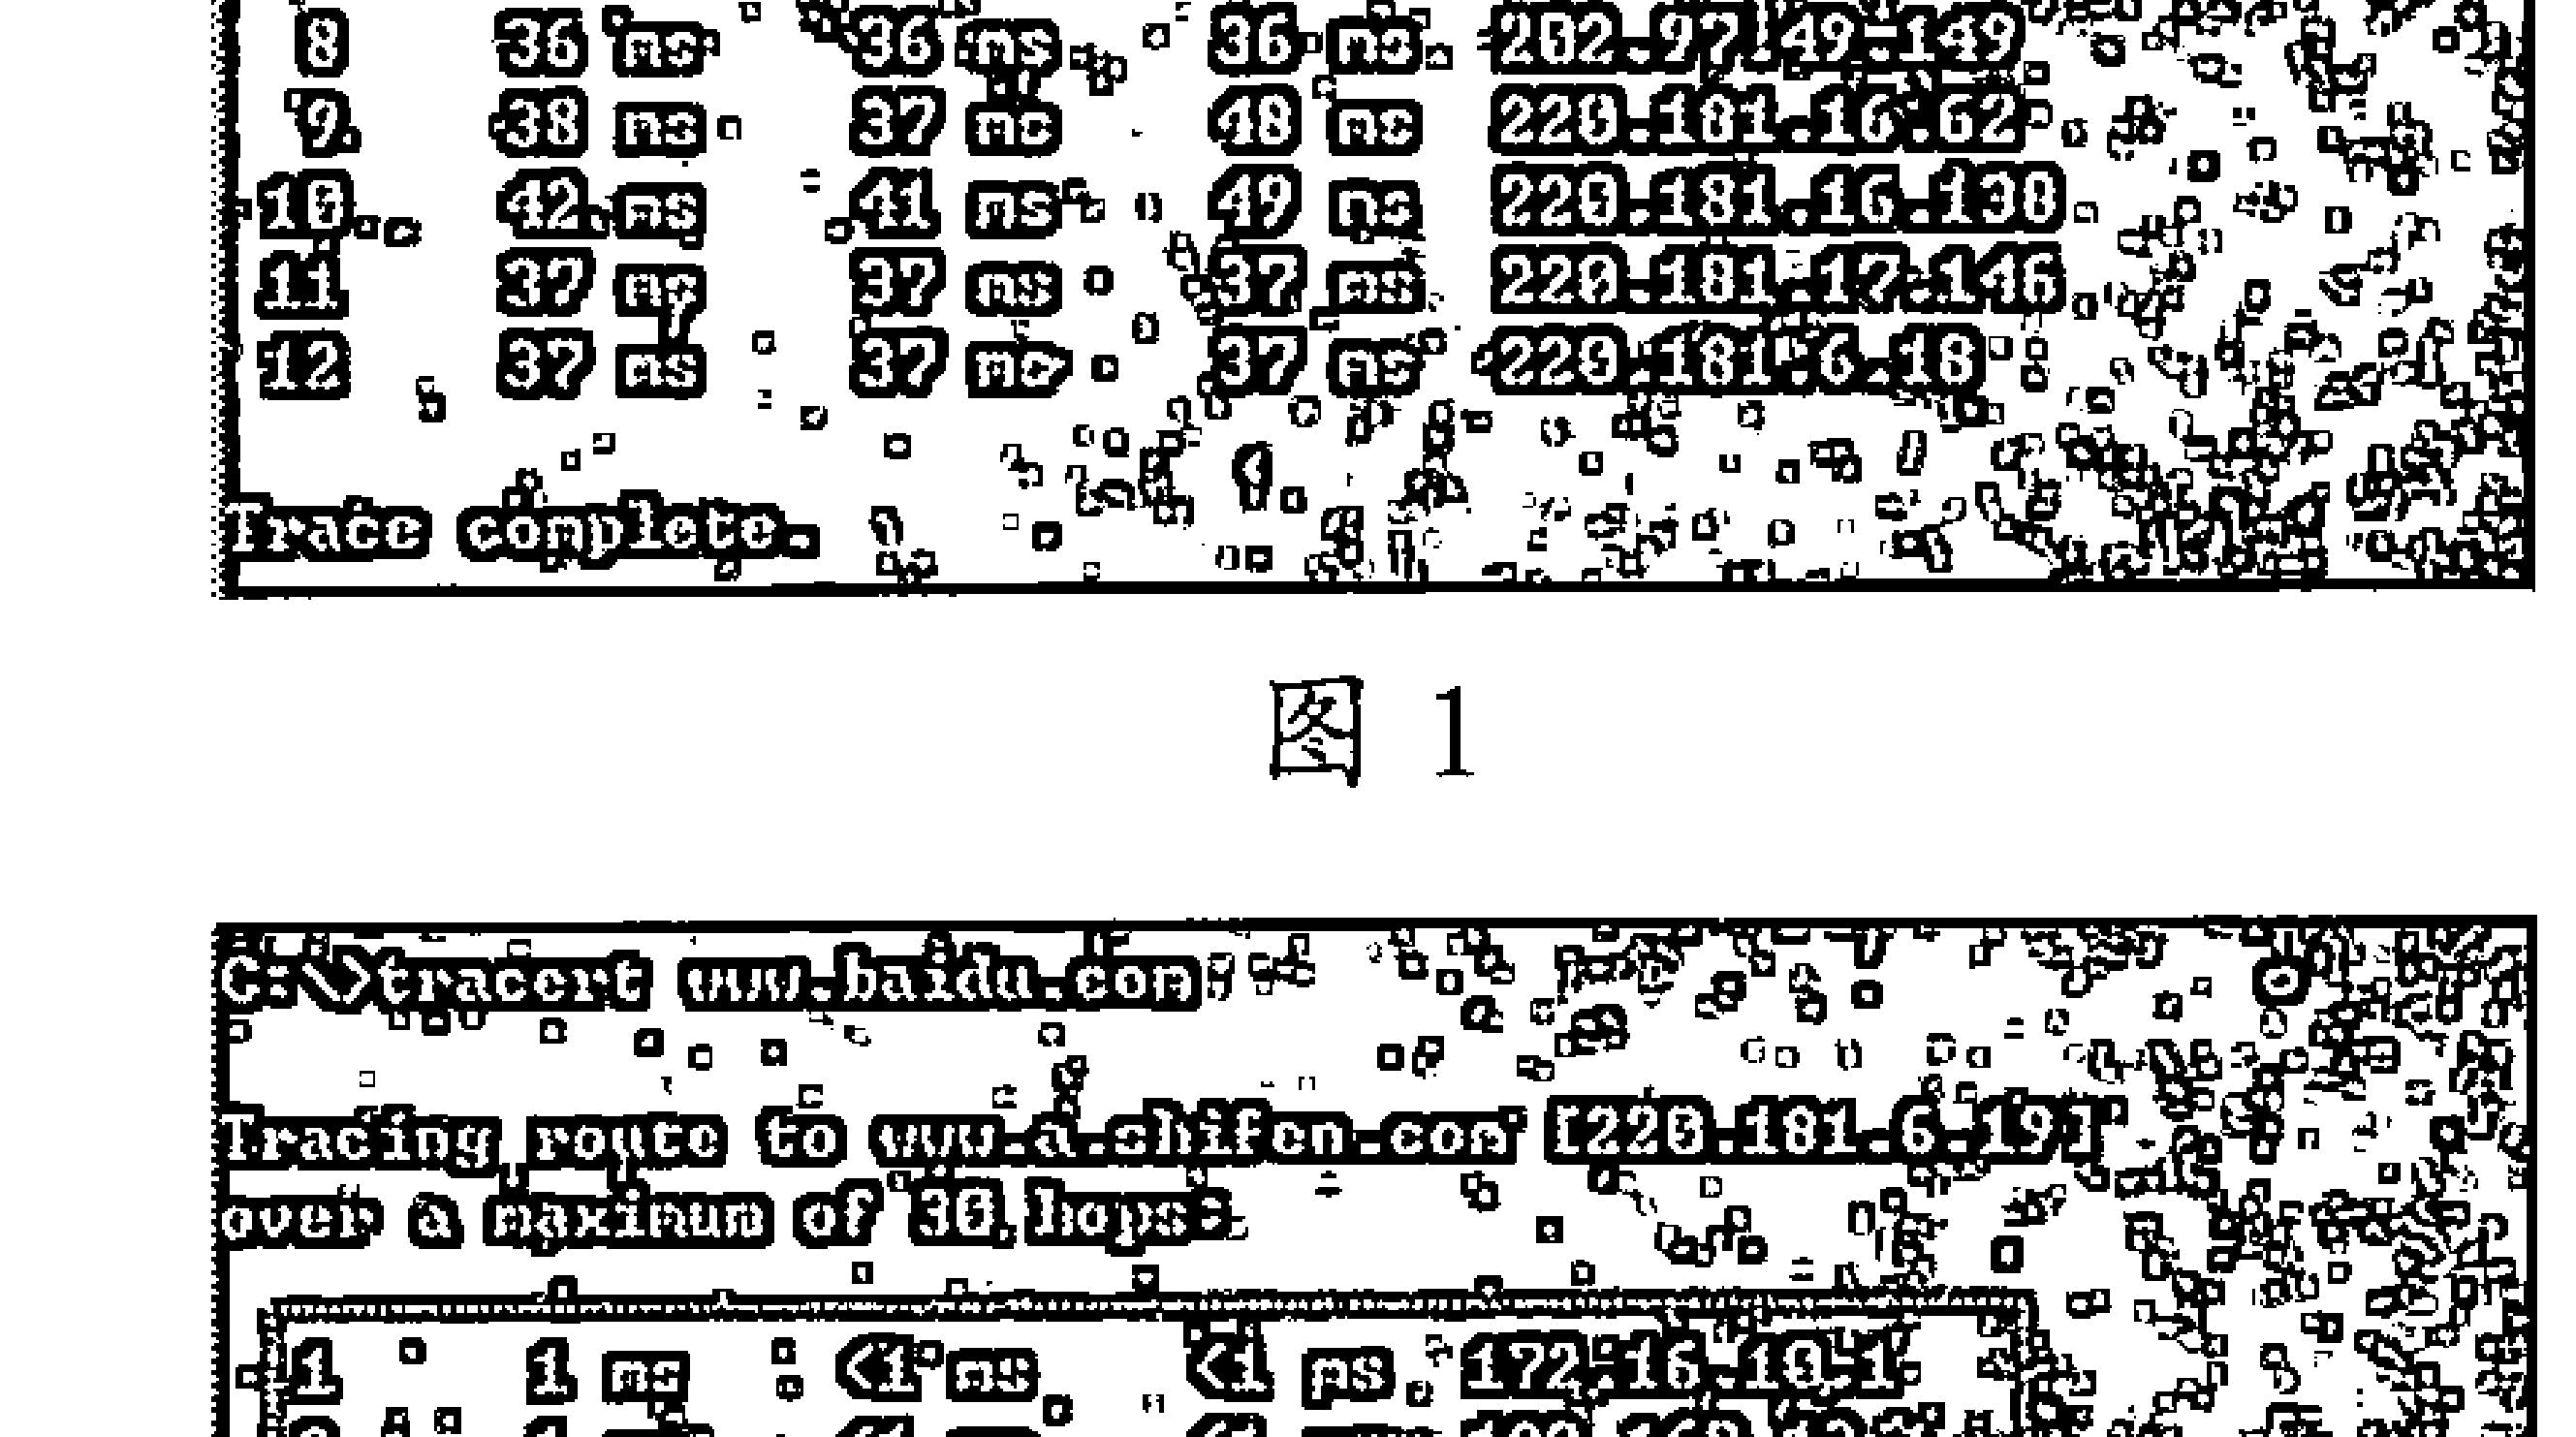 8 36 ms 36 ms 36 ms 202.97.49.149
9 38 ms 37 ms 40 ms 220.181.16.62
10 42 ms 41 ms 49 ms 220.181.16.130
11 37 ms 37 ms 37 ms 220.181.17.146
12 37 ms 37 ms 37 ms 220.181.6.18
Trace complete.
图 1
C:\>tracert www.baidu.com
Tracing route to www.a.shifen.com [220.181.6.19]
over a maximum of 30 hops:
1 1 ms <1 ms <1 ms 172.16.10.1